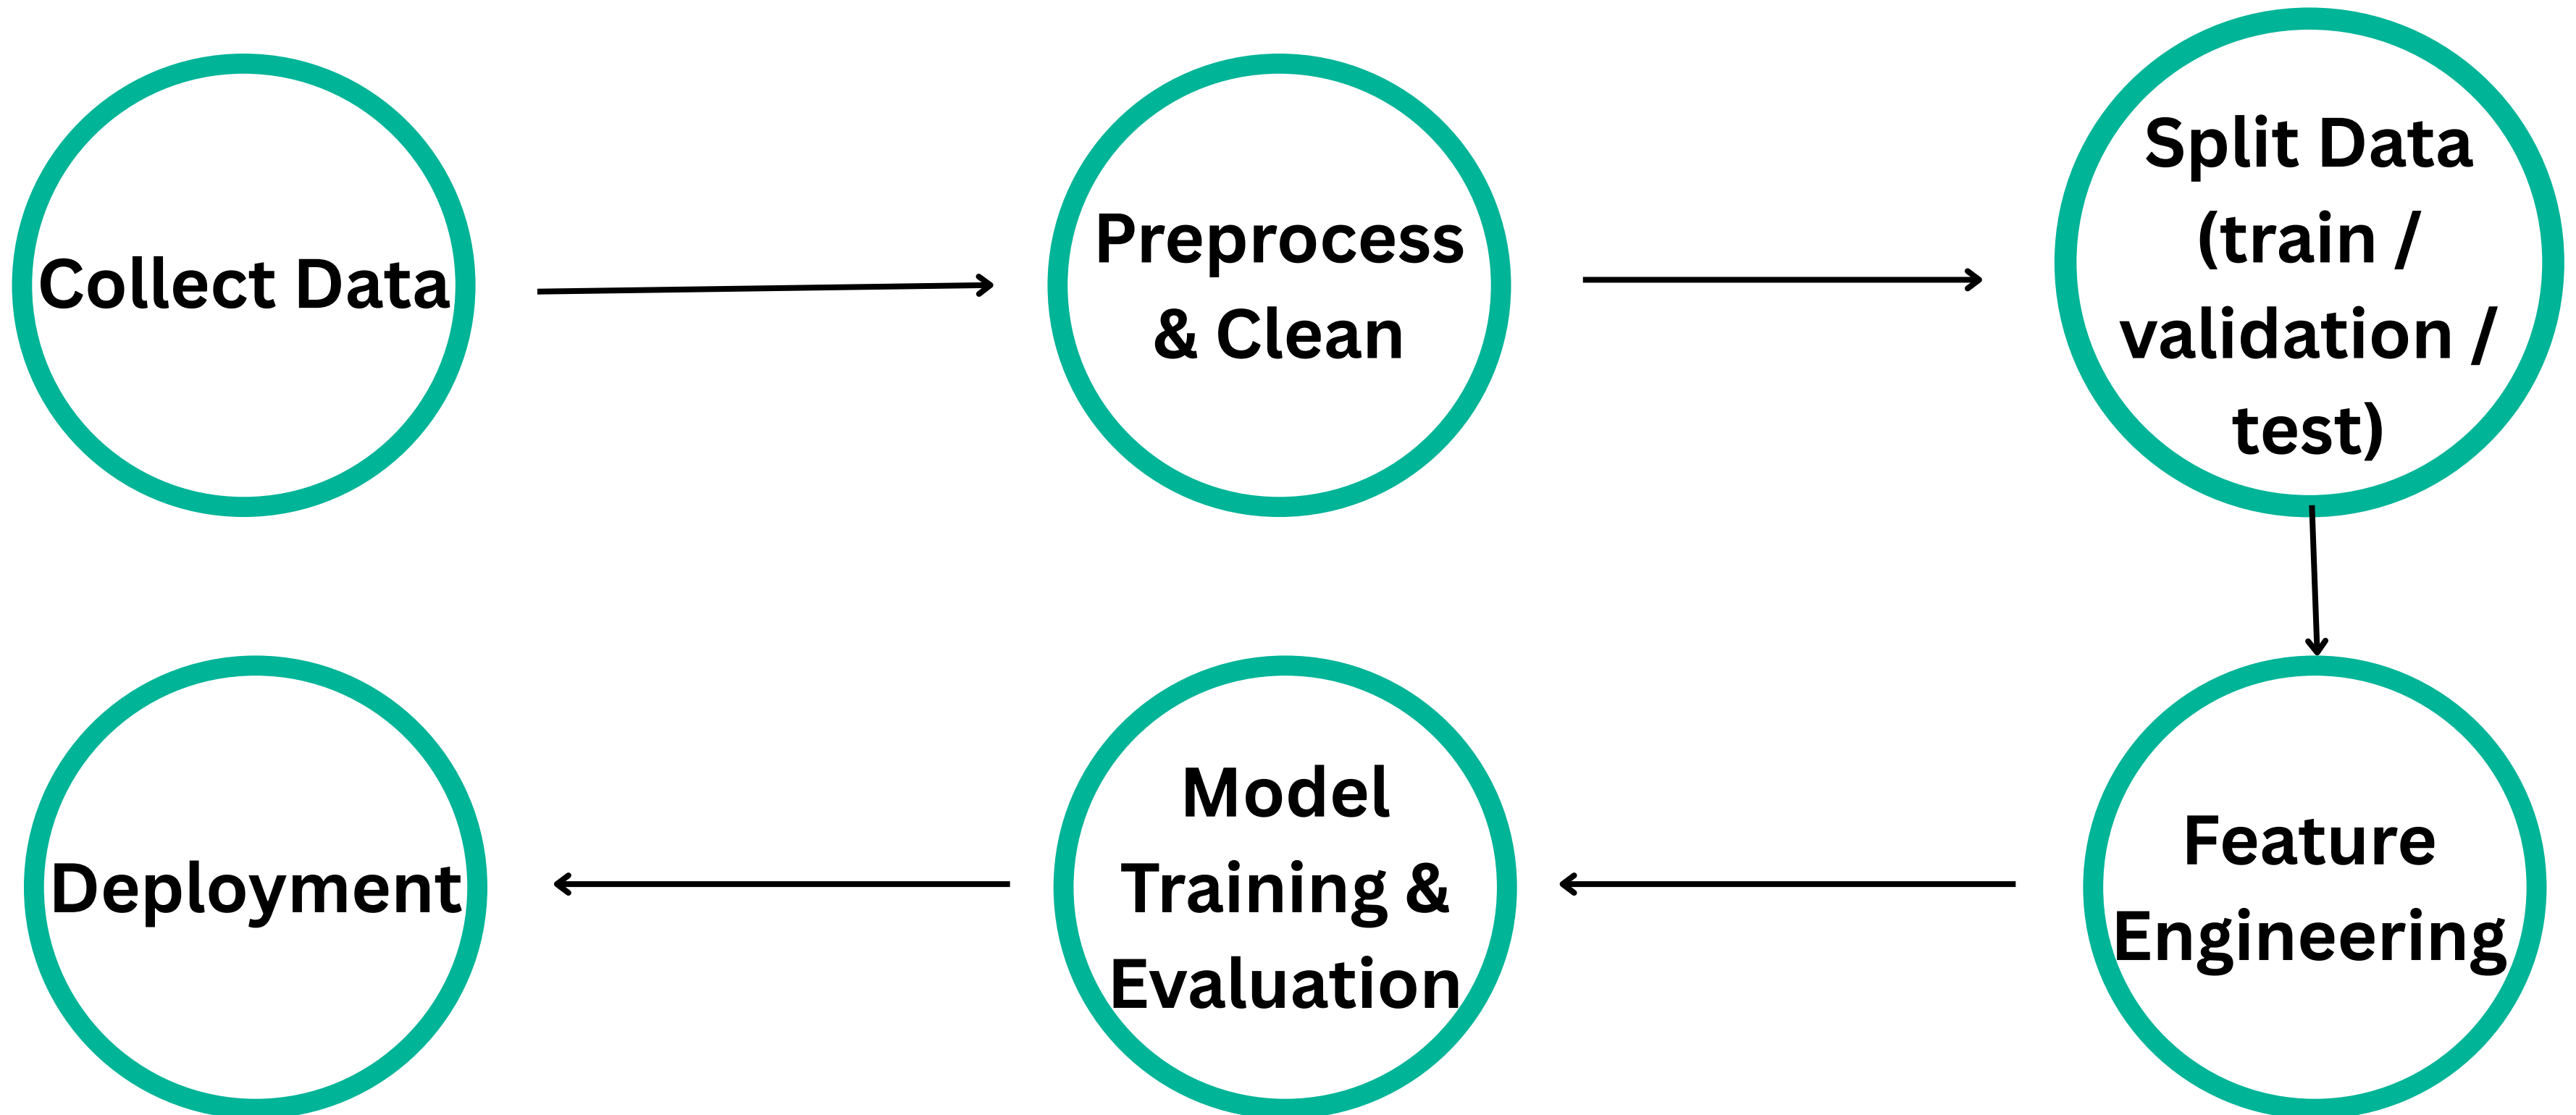 Collect Data
Preprocess
& Clean
Split Data
(train /
validation /
test)
Feature
Engineering
Model
Training &
Evaluation
Deployment